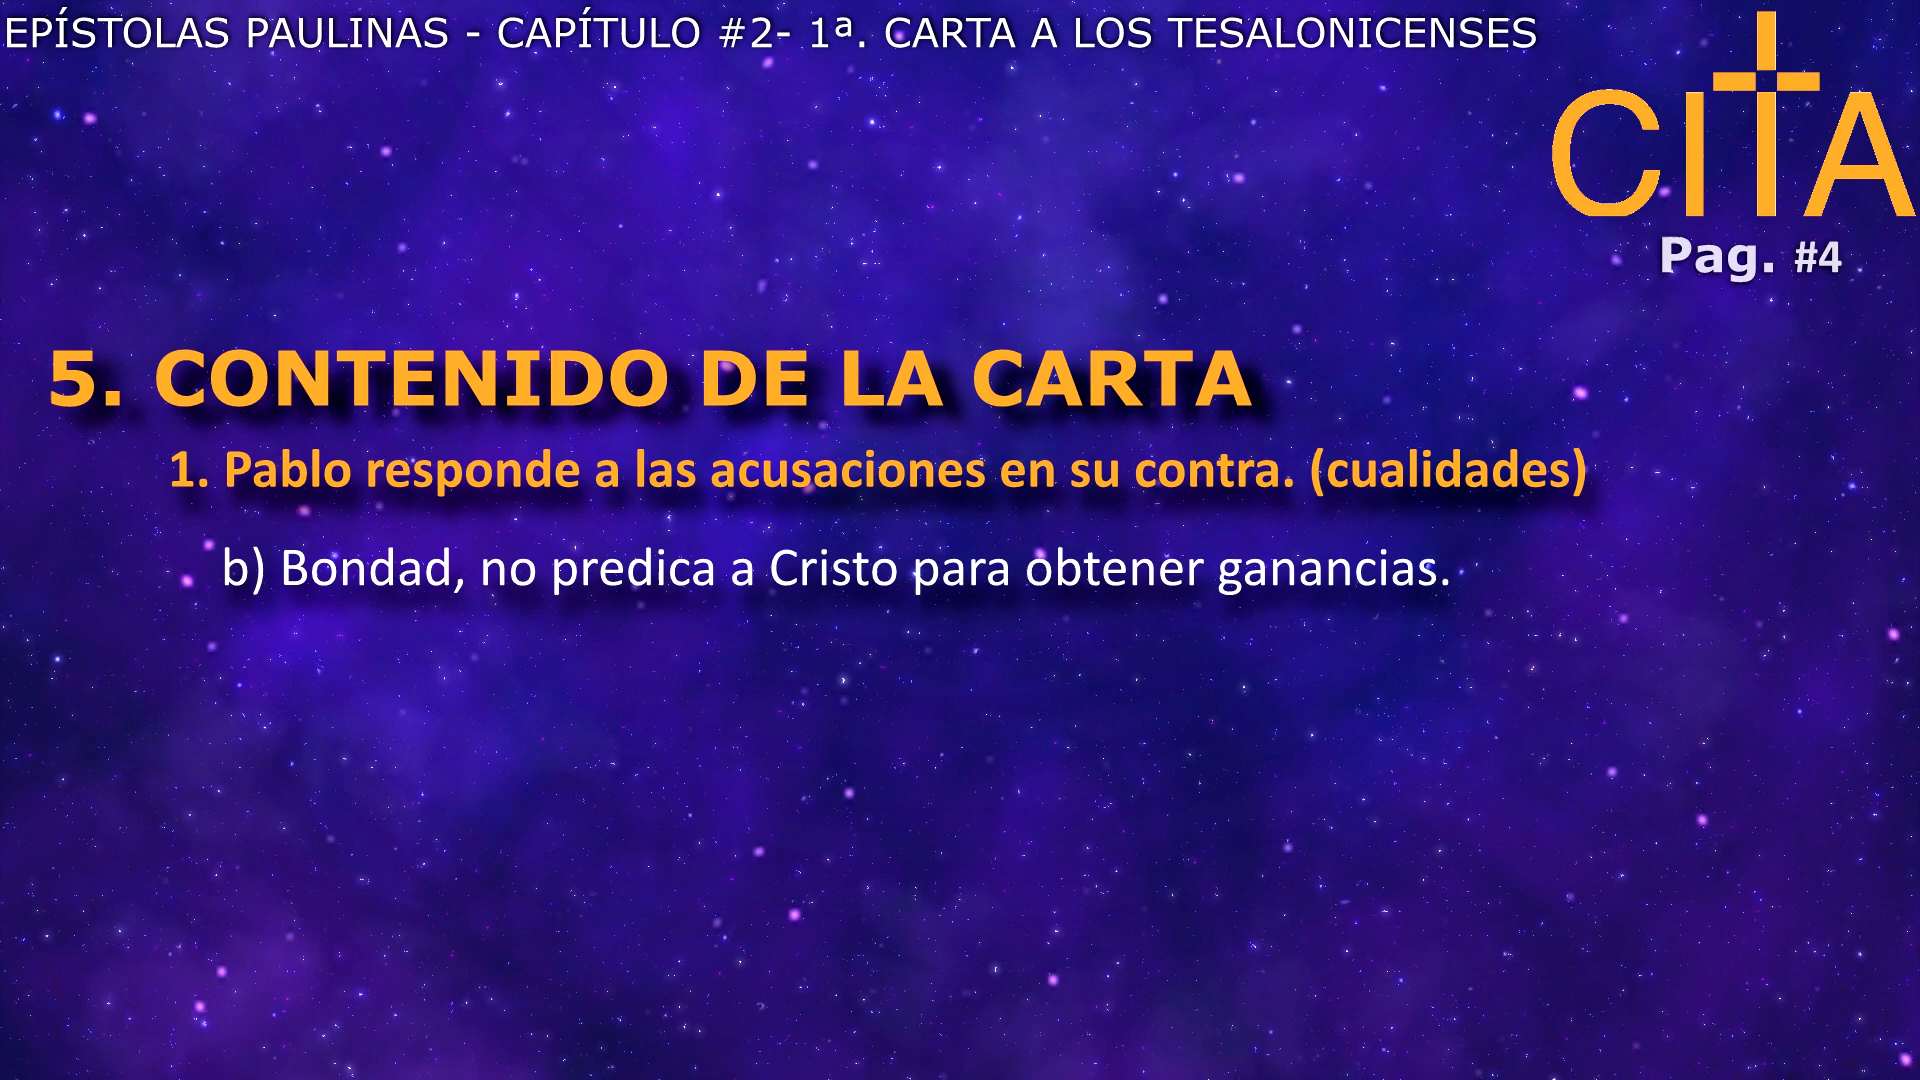 EPÍSTOLAS PAULINAS - CAPÍTULO #2- 1ª. CARTA A LOS TESALONICENSES
CITA
Pag. #4
5. CONTENIDO DE LA CARTA
1. Pablo responde a las acusaciones en su contra. (cualidades)
b) Bondad, no predica a Cristo para obtener ganancias.